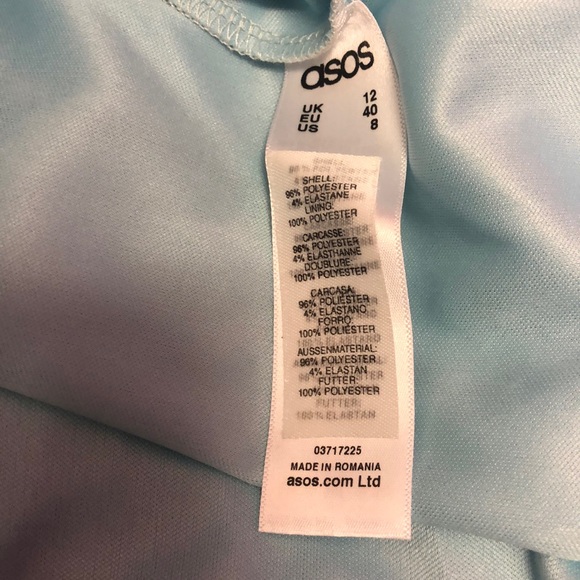 asos
UK 12
EU 40
US 8
SHELL:
96% POLYESTER
4% ELASTANE
LINING:
100% POLYESTER
CARCASSE:
96% POLYESTER
4% ELASTHANNE
DOUBLURE:
100% POLYESTER
CARCASA:
96% POLIÉSTER
4% ELASTANO
FORRO:
100% POLIÉSTER
AUSSENMATERIAL:
96% POLYESTER
4% ELASTAN
FUTTER:
100% POLYESTER
03717225
MADE IN ROMANIA
asos.com Ltd